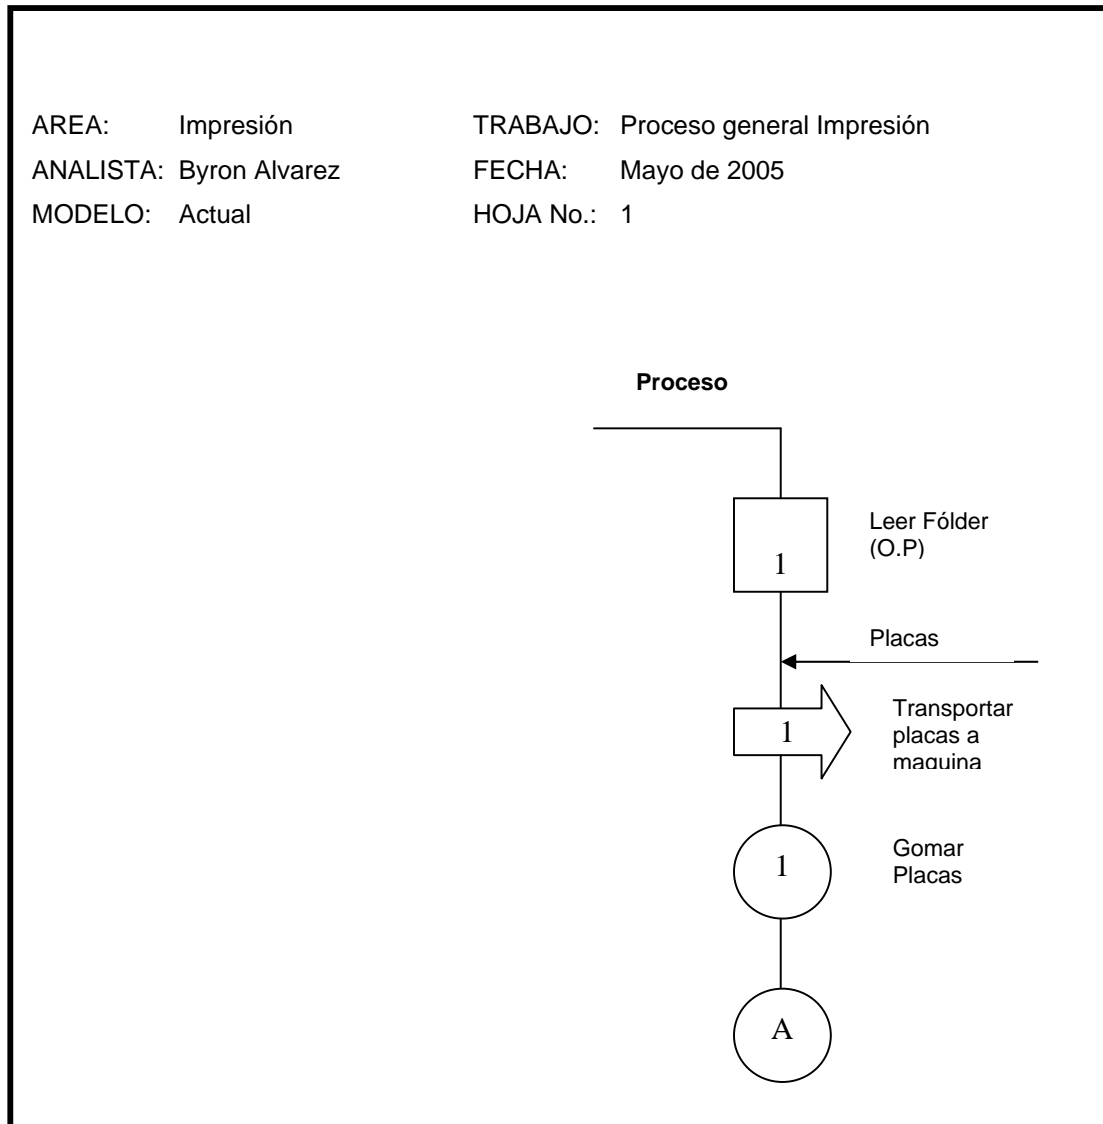 AREA: Impresión TRABAJO: Proceso general Impresión
ANALISTA: Byron Alvarez FECHA: Mayo de 2005
MODELO: Actual HOJA No.: 1
Proceso
Leer Fólder
(O.P)
1
Placas
Transportar
1 placas a
maquina
Gomar
1
Placas
A